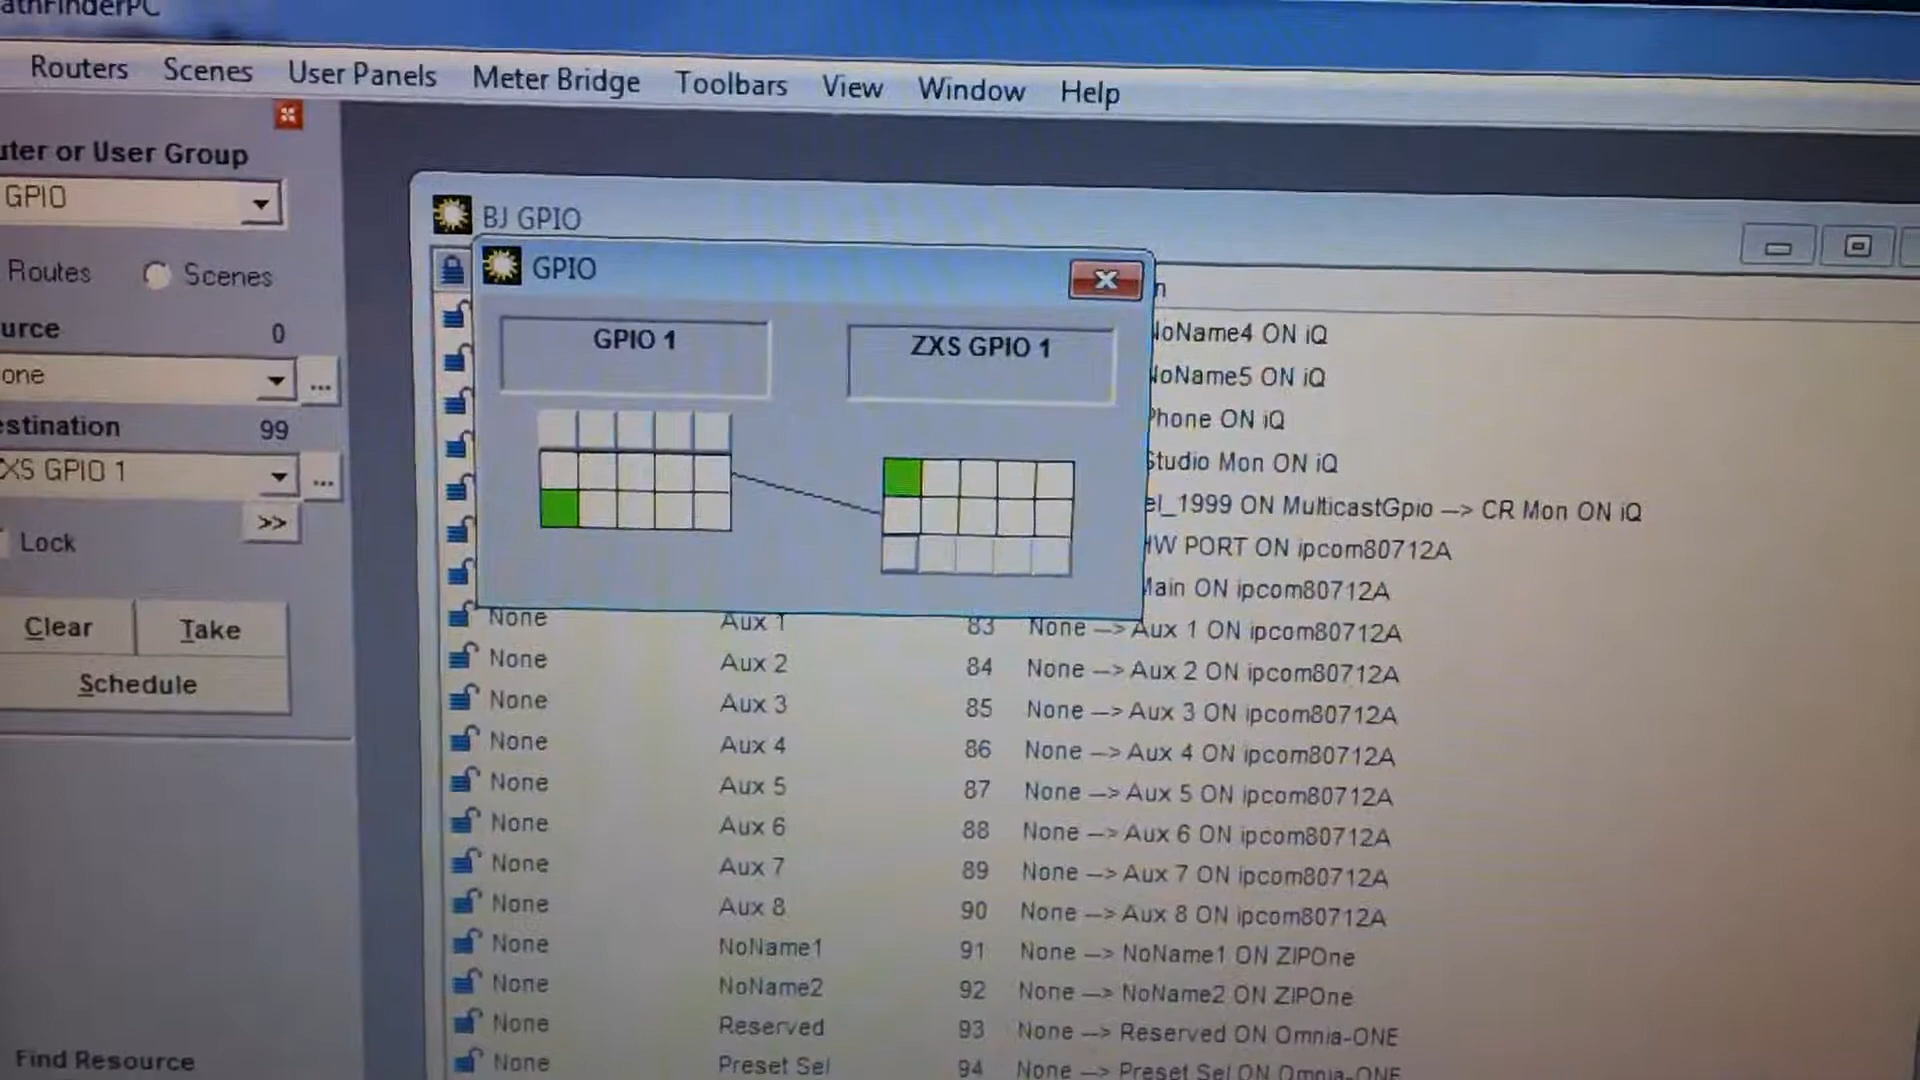 athFinderPC
Routers Scenes User Panels Meter Bridge Toolbars View Window Help
uter or User Group
GPIO
Routes Scenes
urce 0
one ...
estination 99
XS GPIO 1 ...
>>
Lock
Clear Take
Schedule
Find Resource
BJ GPIO
GPIO
GPIO 1 ZXS GPIO 1
n
NoName4 ON iQ
NoName5 ON iQ
Phone ON iQ
Studio Mon ON iQ
el_1999 ON MulticastGpio --> CR Mon ON iQ
HW PORT ON ipcom80712A
Main ON ipcom80712A
None Aux 1 83 None --> Aux 1 ON ipcom80712A
None Aux 2 84 None --> Aux 2 ON ipcom80712A
None Aux 3 85 None --> Aux 3 ON ipcom80712A
None Aux 4 86 None --> Aux 4 ON ipcom80712A
None Aux 5 87 None --> Aux 5 ON ipcom80712A
None Aux 6 88 None --> Aux 6 ON ipcom80712A
None Aux 7 89 None --> Aux 7 ON ipcom80712A
None Aux 8 90 None --> Aux 8 ON ipcom80712A
None NoName1 91 None --> NoName1 ON ZIPOne
None NoName2 92 None --> NoName2 ON ZIPOne
None Reserved 93 None --> Reserved ON Omnia-ONE
None Preset Sel 94 None --> Preset Sel ON Omnia-ONE